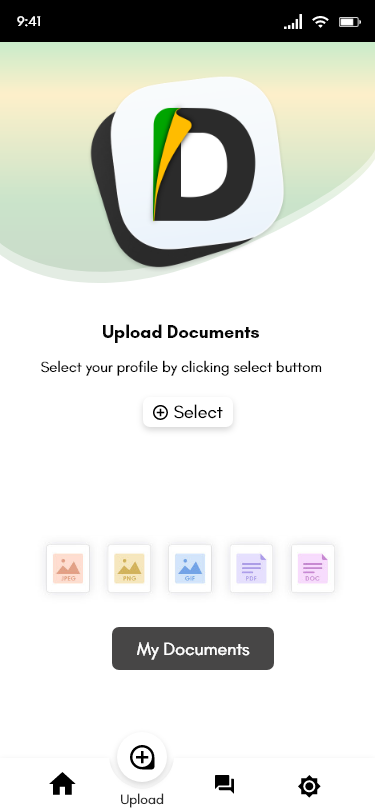 9:41
D
Upload Documents
Select your profile by clicking select buttom
Select
JPEG PNG GIF PDF DOC
My Documents
Upload